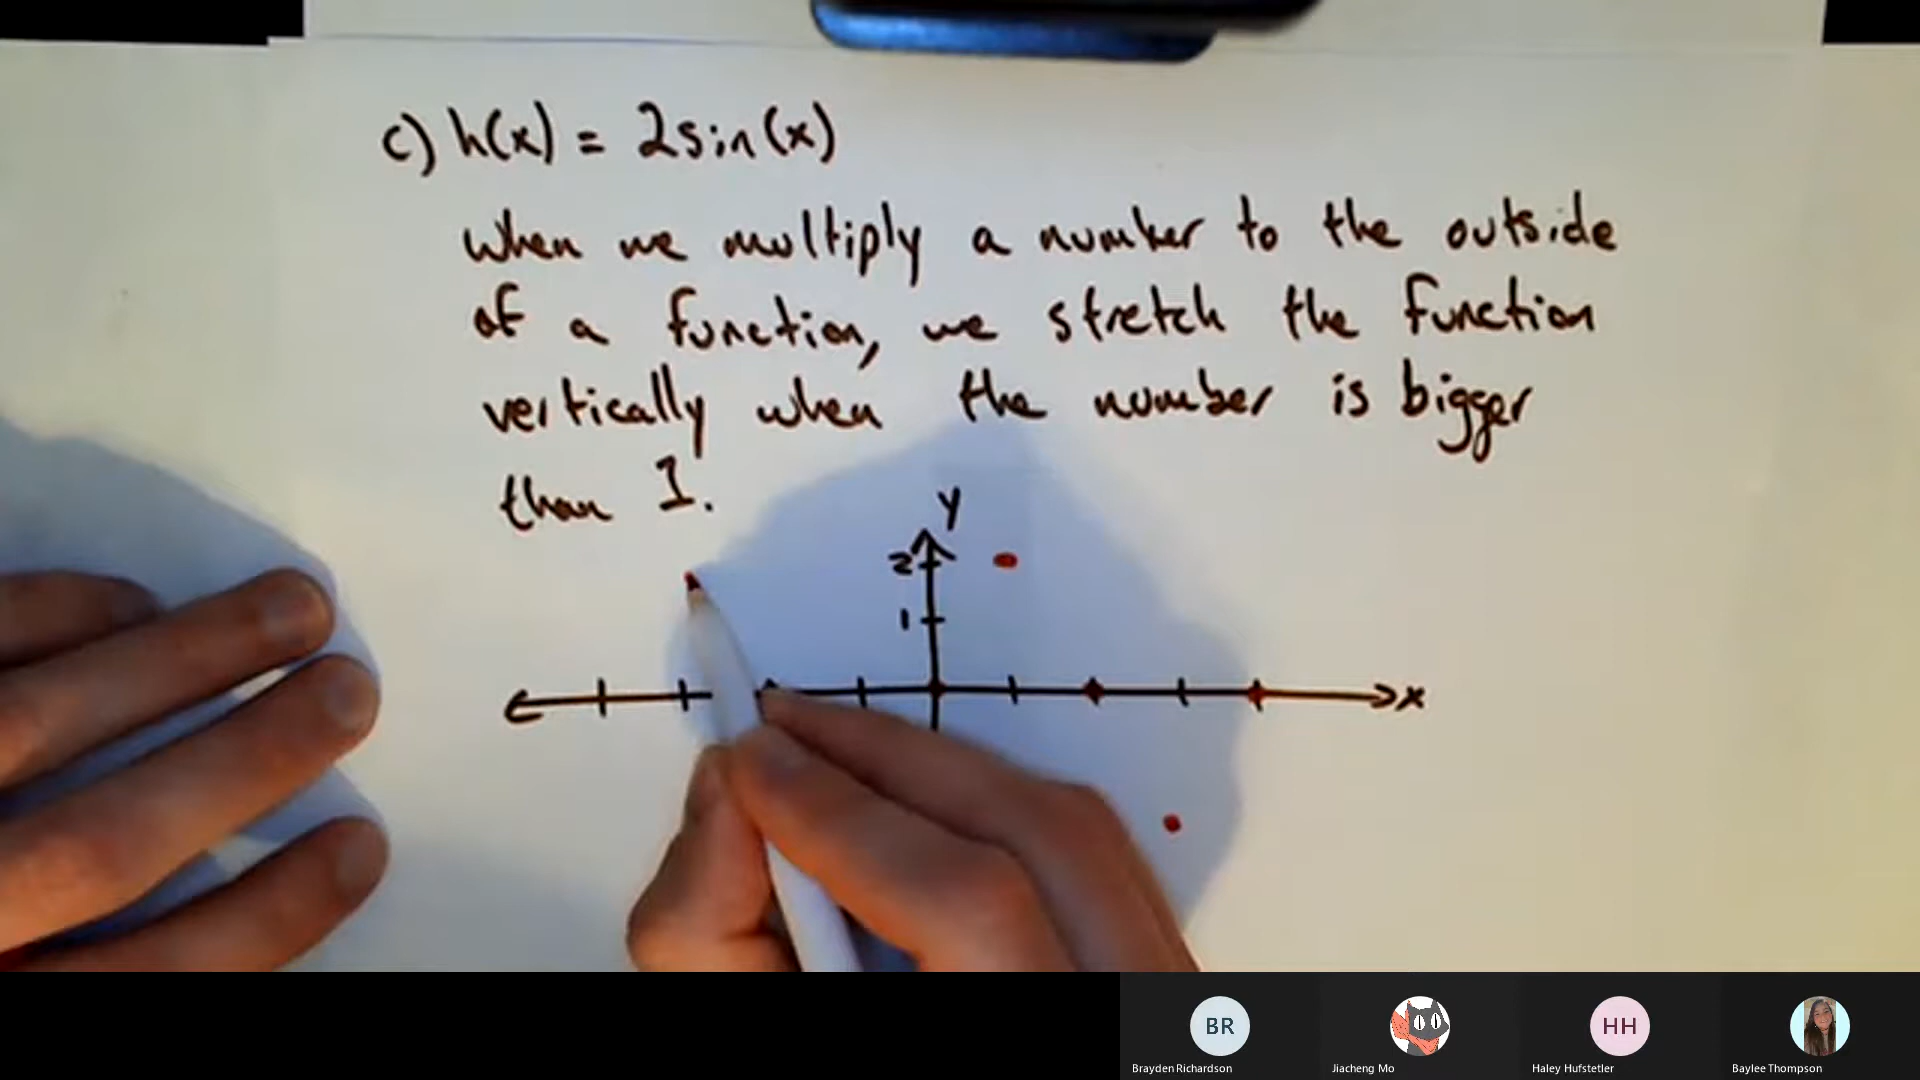 c) h(x) = 2sin(x)
When we multiply a number to the outside
of a function, we stretch the function
vertically when the number is bigger
than 1.
y
2
1
x
BR
HH
Brayden Richardson
Jiacheng Mo
Haley Hufstetler
Baylee Thompson